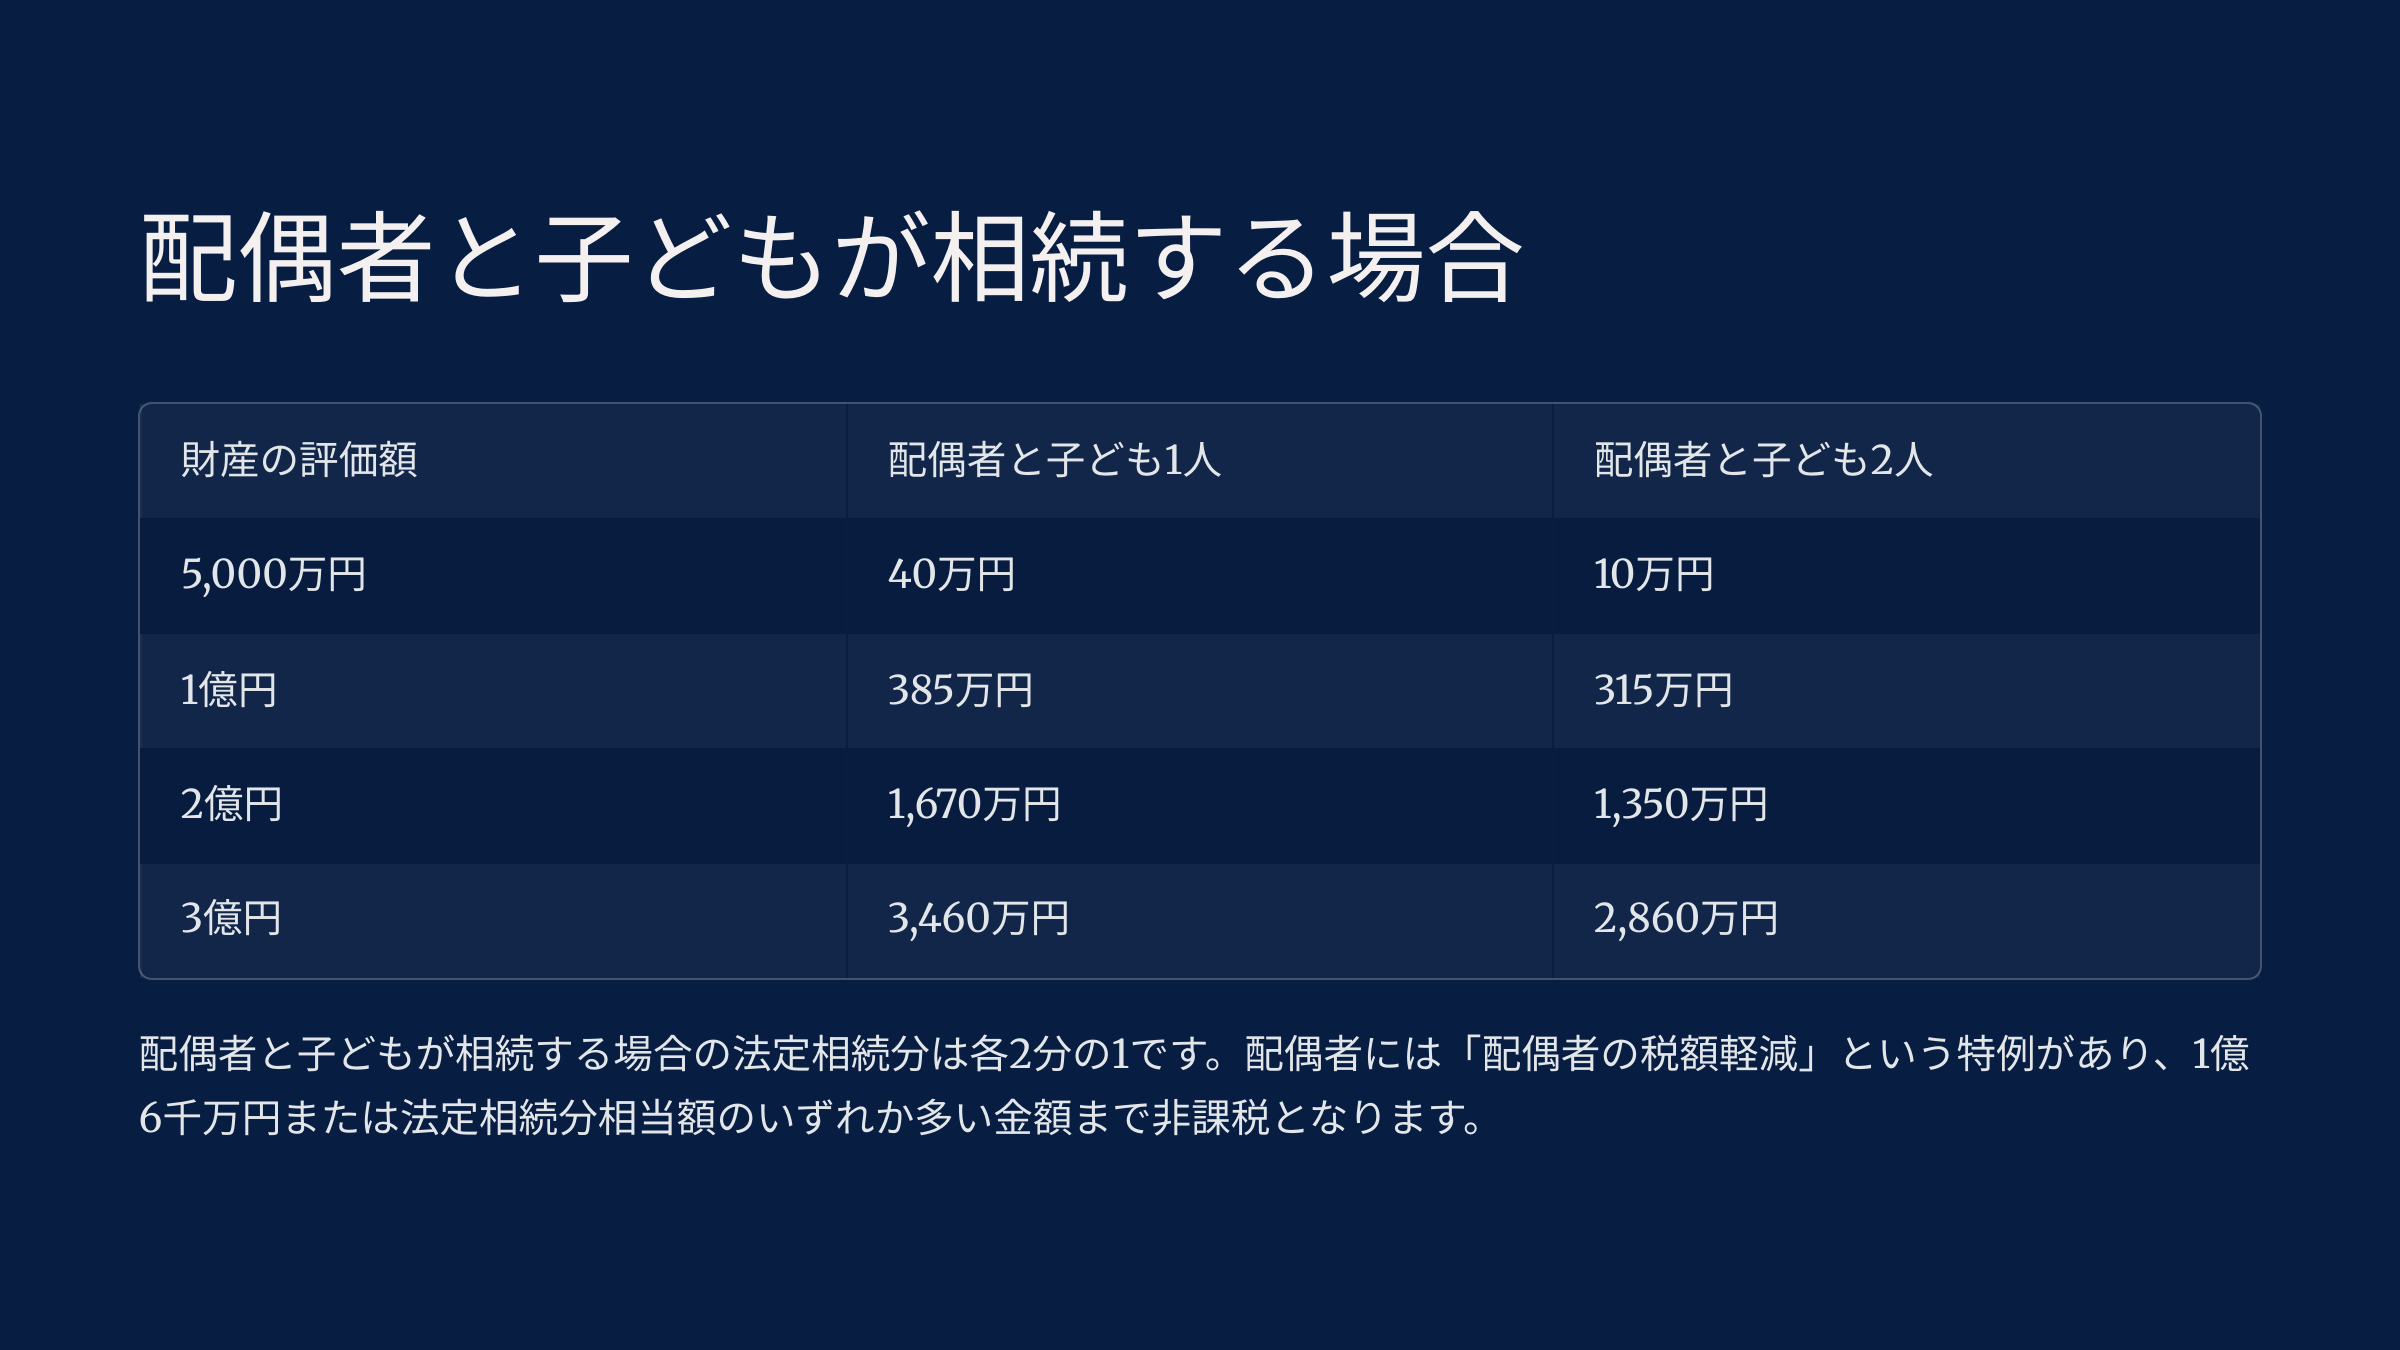 配偶者と子どもが相続する場合
財産の評価額 配偶者と子ども1人 配偶者と子ども2人
5,000万円 40万円 10万円
1億円 385万円 315万円
2億円 1,670万円 1,350万円
3億円 3,460万円 2,860万円
配偶者と子どもが相続する場合の法定相続分は各2分の1です。配偶者には「配偶者の税額軽減」という特例があり、1億
6千万円または法定相続分相当額のいずれか多い金額まで非課税となります。